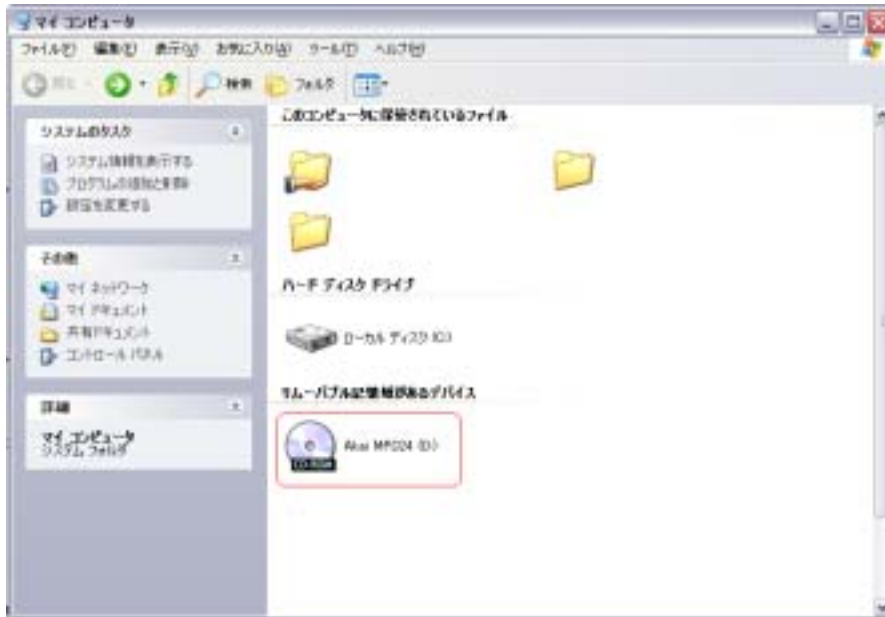 マイ コンピュータ
ファイル(F) 編集(E) 表示(V) お気に入り(A) ツール(T) ヘルプ(H)
戻る 検索 フォルダ
このコンピュータに保管されているファイル
システムのタスク
システム情報を表示する
プログラムの追加と削除
設定を変更する
その他
マイ ネットワーク
マイ ドキュメント
共有ドキュメント
コントロール パネル
詳細
マイ コンピュータ
システム フォルダ
ハード ディスク ドライブ
ローカル ディスク (C:)
リムーバブル記憶域があるデバイス
CD-ROM
Akai MPD24 (D:)